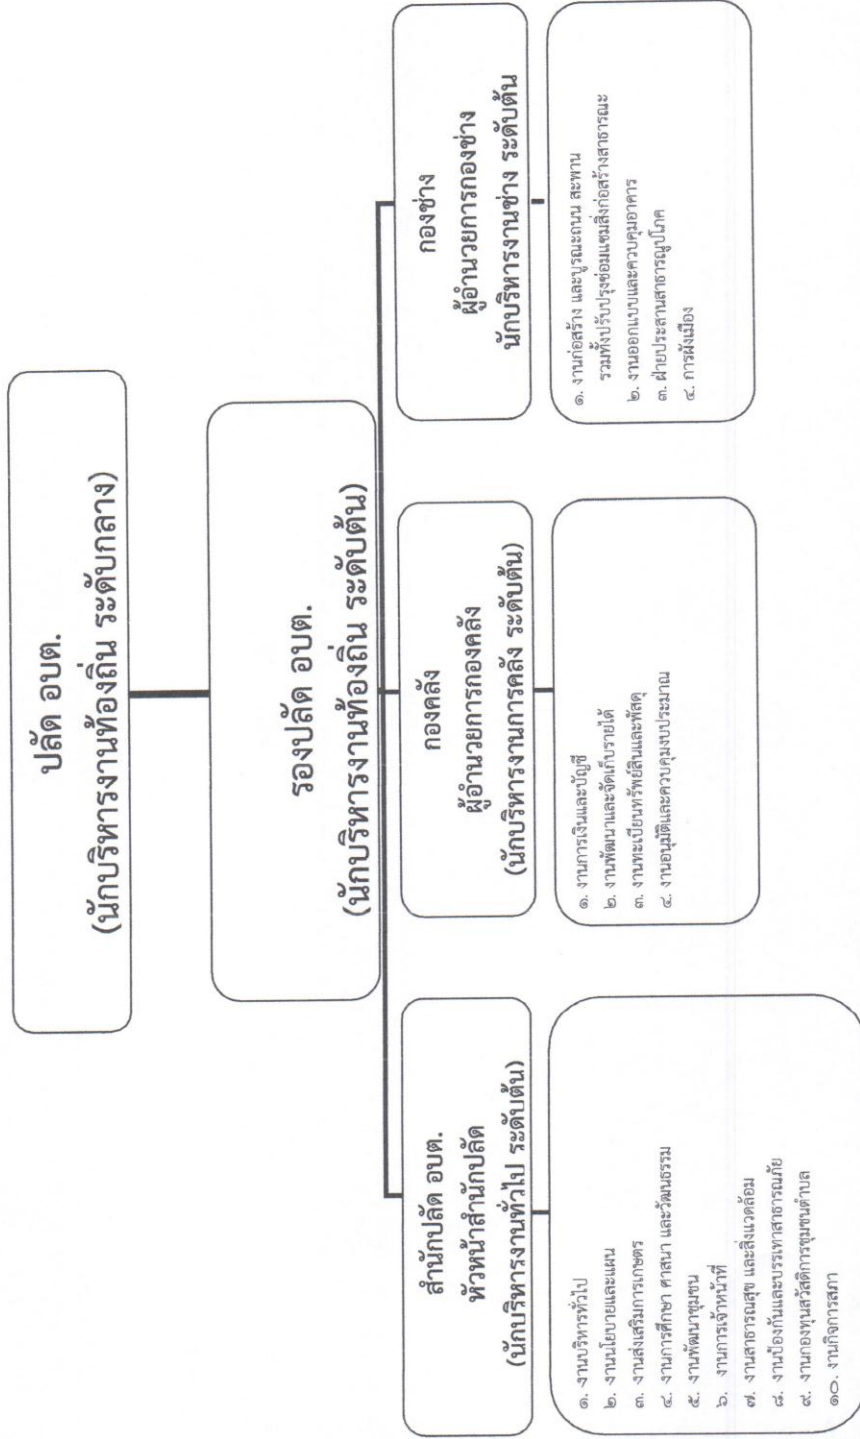 ปลัด อบต.
(นักบริหารงานท้องถิ่น ระดับกลาง)
รองปลัด อบต.
(นักบริหารงานท้องถิ่น ระดับต้น)
สำนักปลัด อบต.
หัวหน้าสำนักปลัด
(นักบริหารงานทั่วไป ระดับต้น)
๑. งานบริหารทั่วไป
๒. งานนโยบายและแผน
๓. งานส่งเสริมการเกษตร
๔. งานการศึกษา ศาสนา และวัฒนธรรม
๕. งานพัฒนาชุมชน
๖. งานการเจ้าหน้าที่
๗. งานสาธารณสุข และสิ่งแวดล้อม
๘. งานป้องกันและบรรเทาสาธารณภัย
๙. งานกองทุนสวัสดิการชุมชนตำบล
๑๐. งานกิจการสภา
กองคลัง
ผู้อำนวยการกองคลัง
(นักบริหารงานการคลัง ระดับต้น)
๑. งานการเงินและบัญชี
๒. งานพัฒนาและจัดเก็บรายได้
๓. งานทะเบียนทรัพย์สินและพัสดุ
๔. งานอนุมัติและควบคุมงบประมาณ
กองช่าง
ผู้อำนวยการกองช่าง
นักบริหารงานช่าง ระดับต้น
๑. งานก่อสร้าง และบูรณะถนน สะพาน
รวมทั้งปรับปรุงซ่อมแซมสิ่งก่อสร้างสาธารณะ
๒. งานออกแบบและควบคุมอาคาร
๓. ฝ่ายประสานสาธารณูปโภค
๔. การผังเมือง